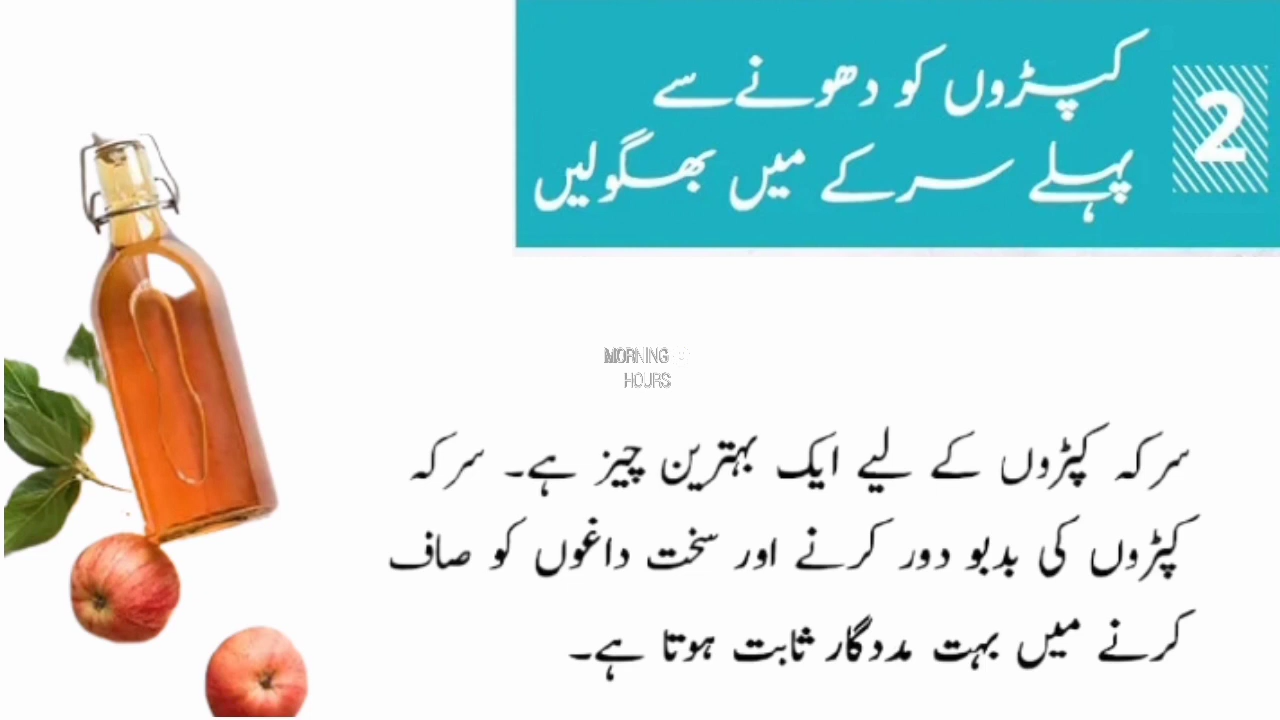 2
کپڑوں کو دھونے سے
پہلے سرکے میں بھگولیں
MORNING
HOURS
سرکہ کپڑوں کے لیے ایک بہترین چیز ہے۔ سرکہ
کپڑوں کی بدبو دور کرنے اور سخت داغوں کو صاف
کرنے میں بہت مددگار ثابت ہوتا ہے۔